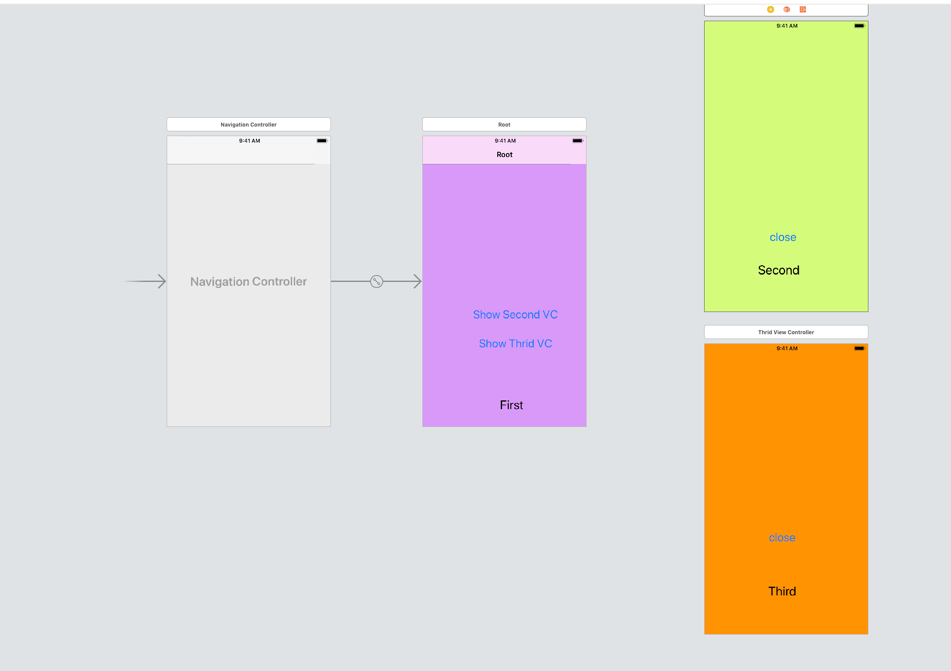 Navigation Controller
9:41 AM
Navigation Controller
Root
9:41 AM
Root
Show Second VC
Show Thrid VC
First
9:41 AM
close
Second
Thrid View Controller
9:41 AM
close
Third